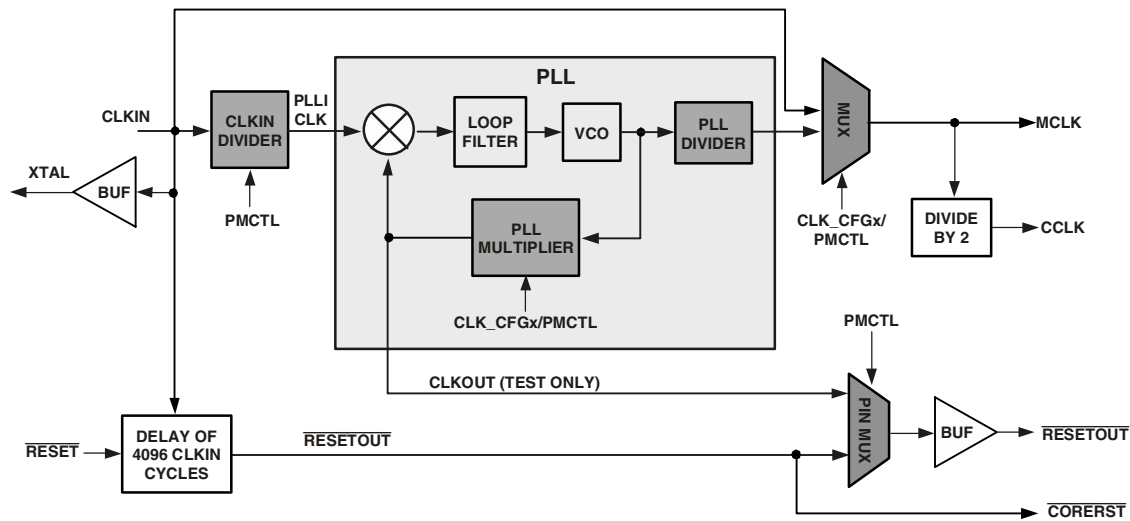 PLL
CLKIN
CLKIN
DIVIDER
PLLI
CLK
LOOP
FILTER
VCO
PLL
DIVIDER
MUX
MCLK
XTAL
BUF
PMCTL
PLL
MULTIPLIER
CLK_CFGx/
PMCTL
DIVIDE
BY 2
CCLK
CLK_CFGx/PMCTL
PMCTL
CLKOUT (TEST ONLY)
PIN MUX
BUF
RESETOUT
RESET
DELAY OF
4096 CLKIN
CYCLES
RESETOUT
CORERST